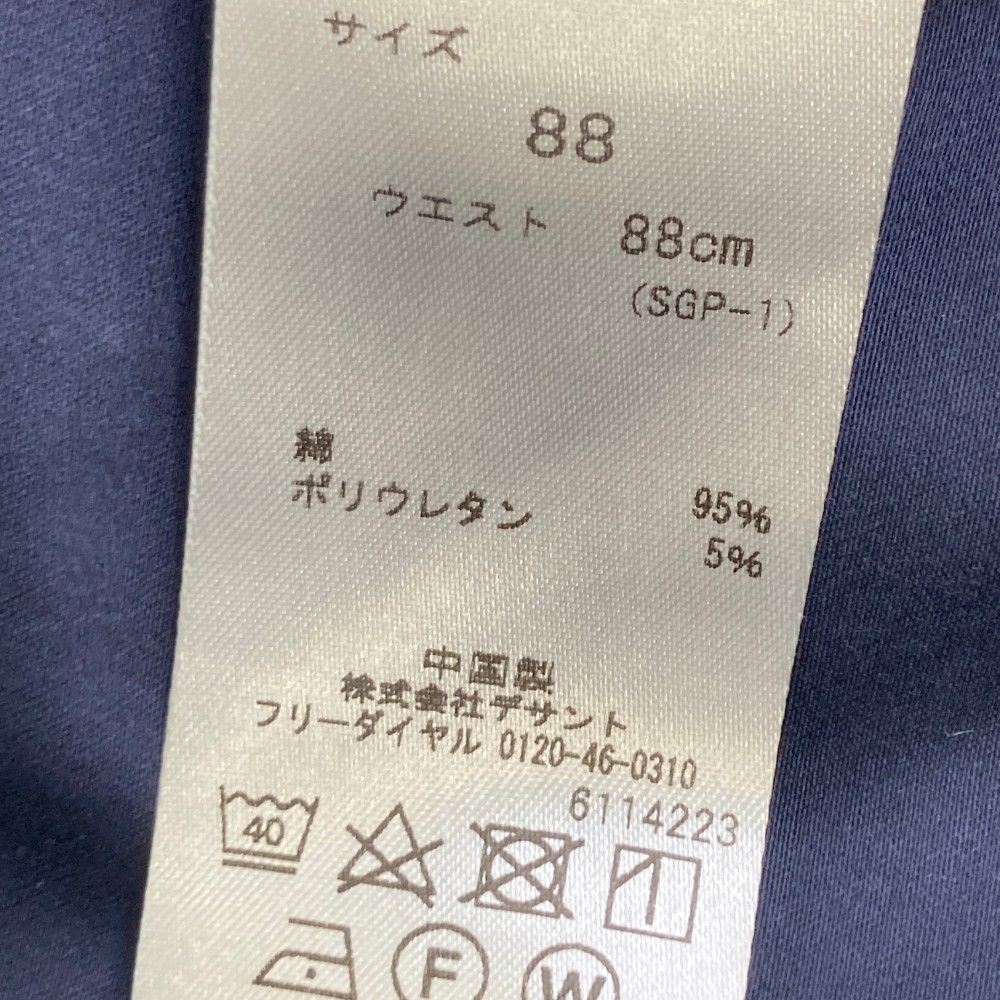 サイズ
88
ウエスト 88cm
(SGP-1)
綿 95%
ポリウレタン 5%
中国製
株式会社デサント
フリーダイヤル 0120-46-0310
6114223
40
F
W